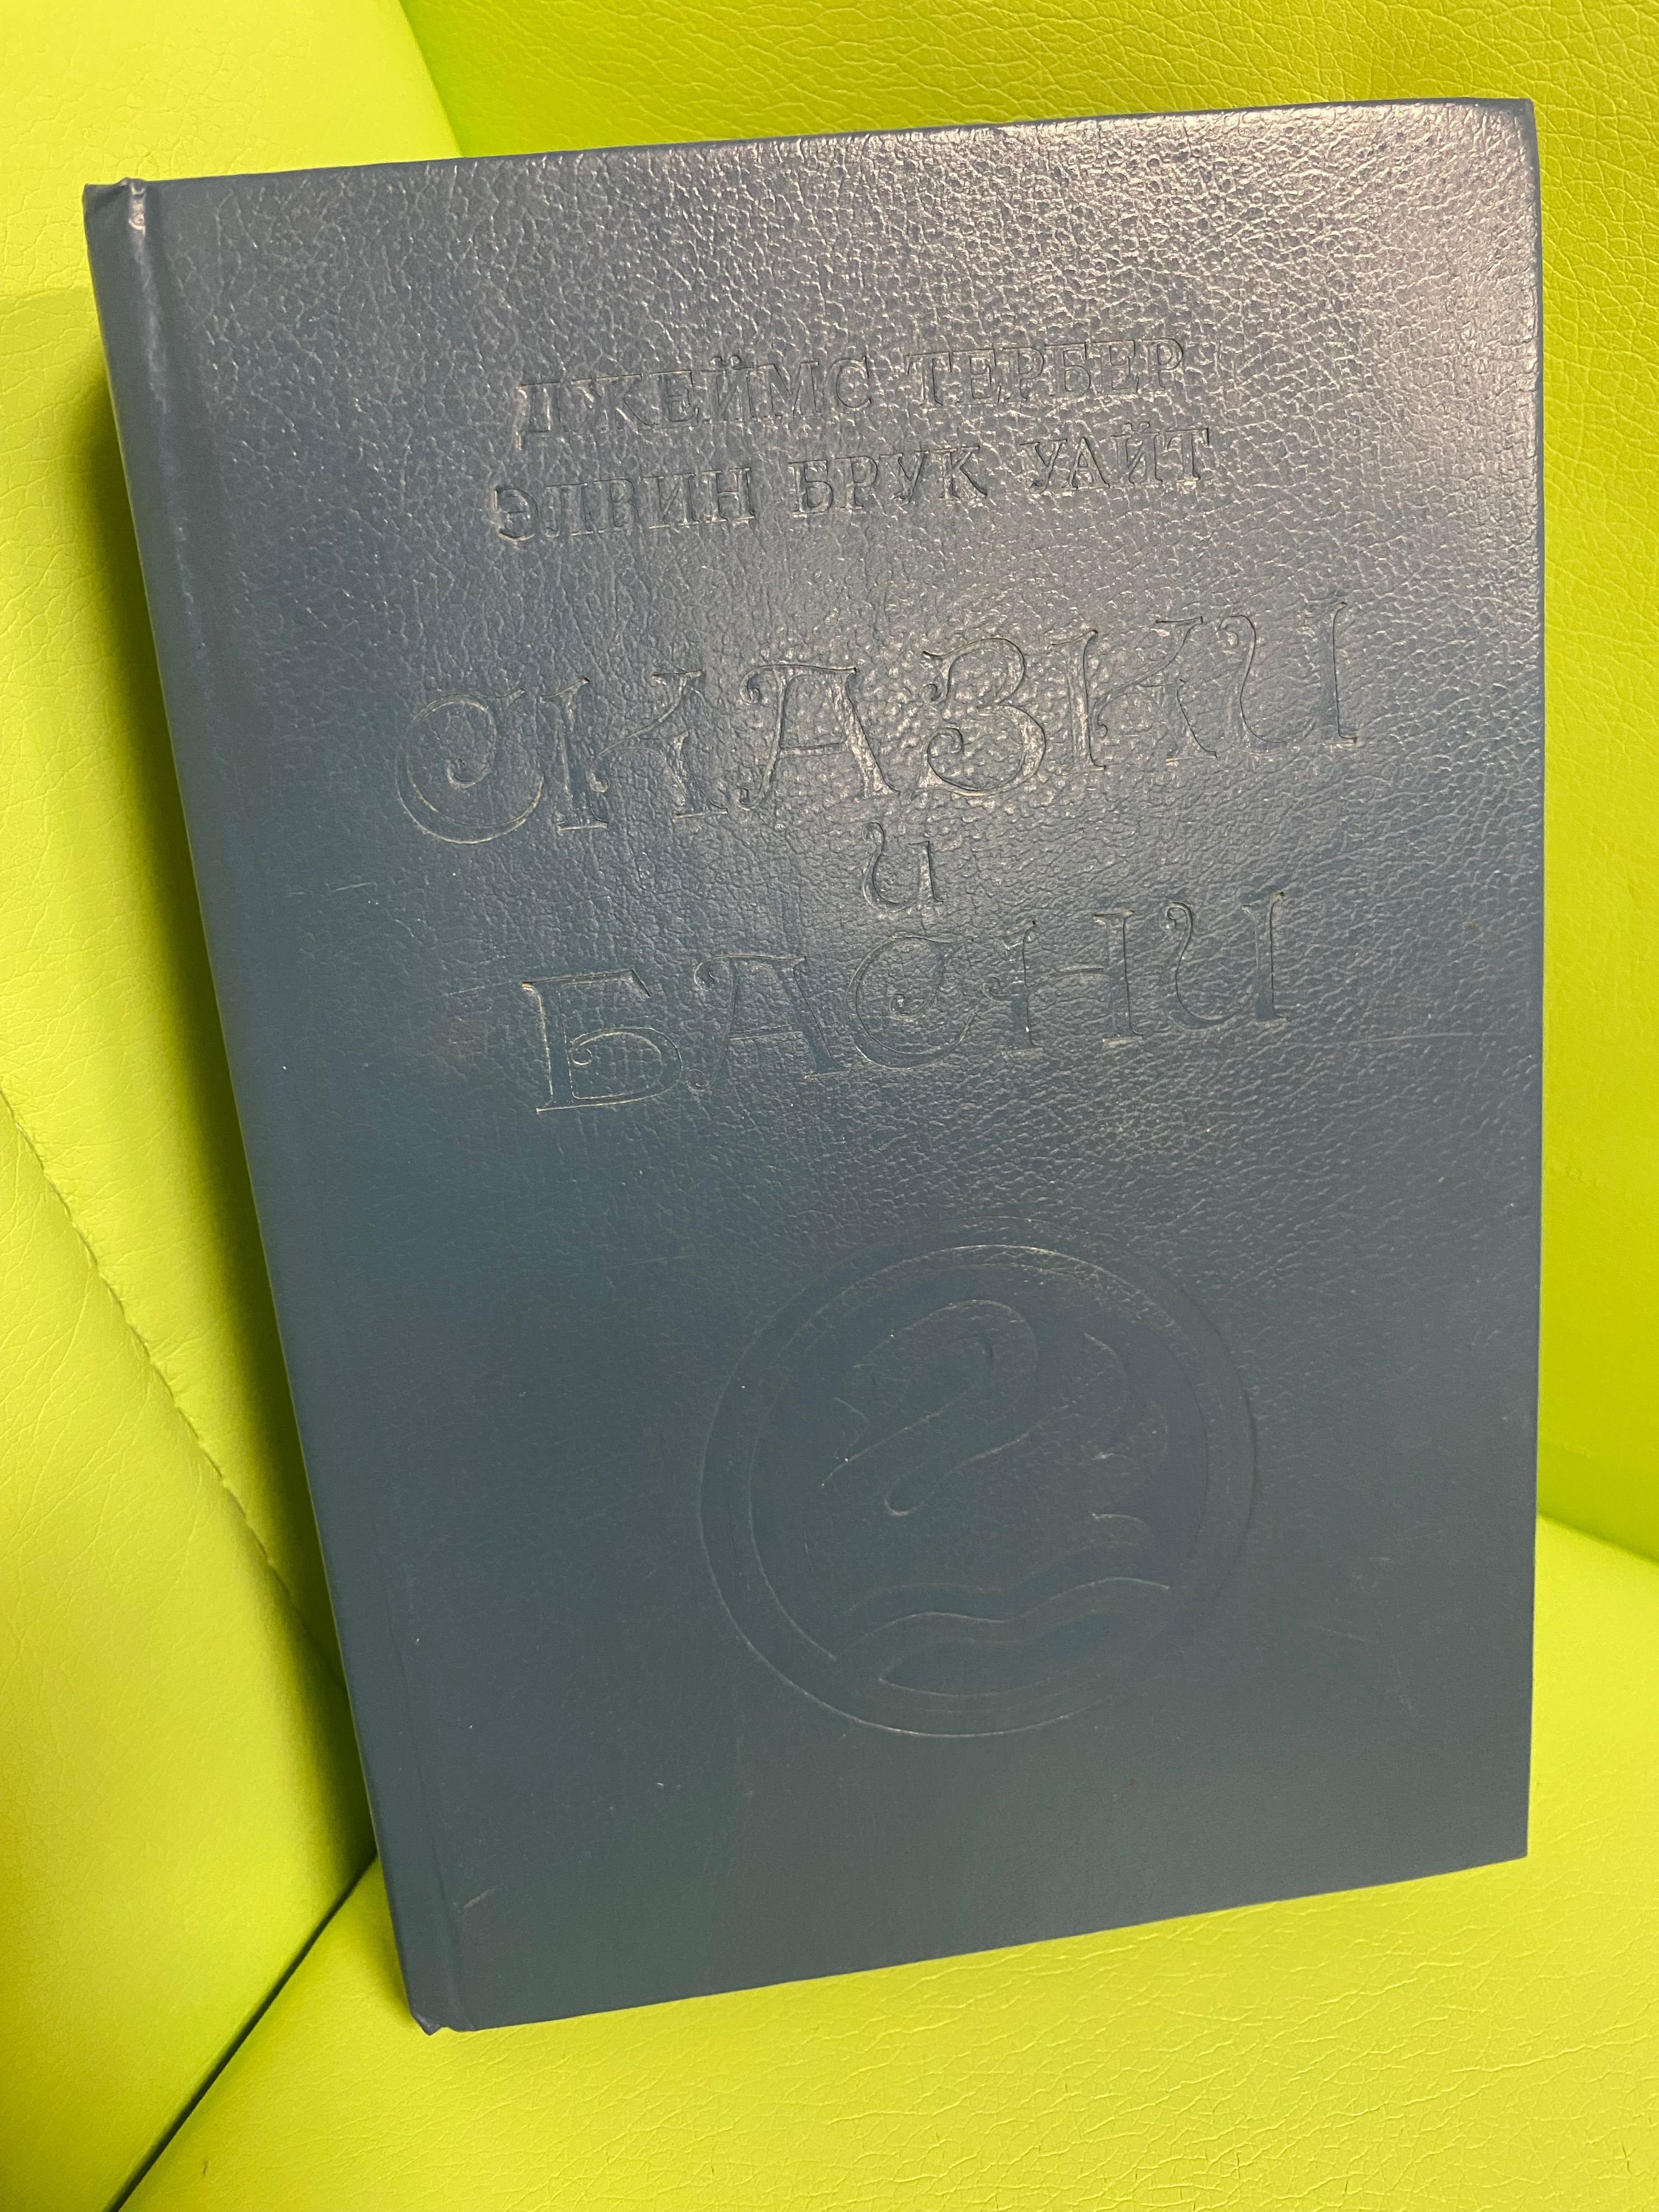 ДЖЕЙМС ТЕРБЕР
ЭЛВИН БРУК УАЙТ
СКАЗКИ
И
БАСНИ